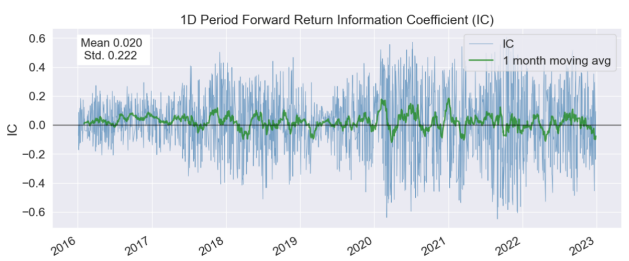 1D Period Forward Return Information Coefficient (IC)
Mean 0.020
Std. 0.222
IC
1 month moving avg
IC
0.6
0.4
0.2
0.0
−0.2
−0.4
−0.6
2016 2017 2018 2019 2020 2021 2022 2023